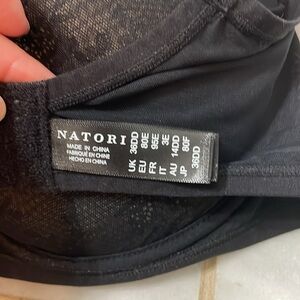 NATORI
MADE IN CHINA
FABRIQUÉ EN CHINE
HECHO EN CHINA
UK 36DD
EU 80E
FR 95E
IT 3E
AU 14DD
JP 80F
36DD